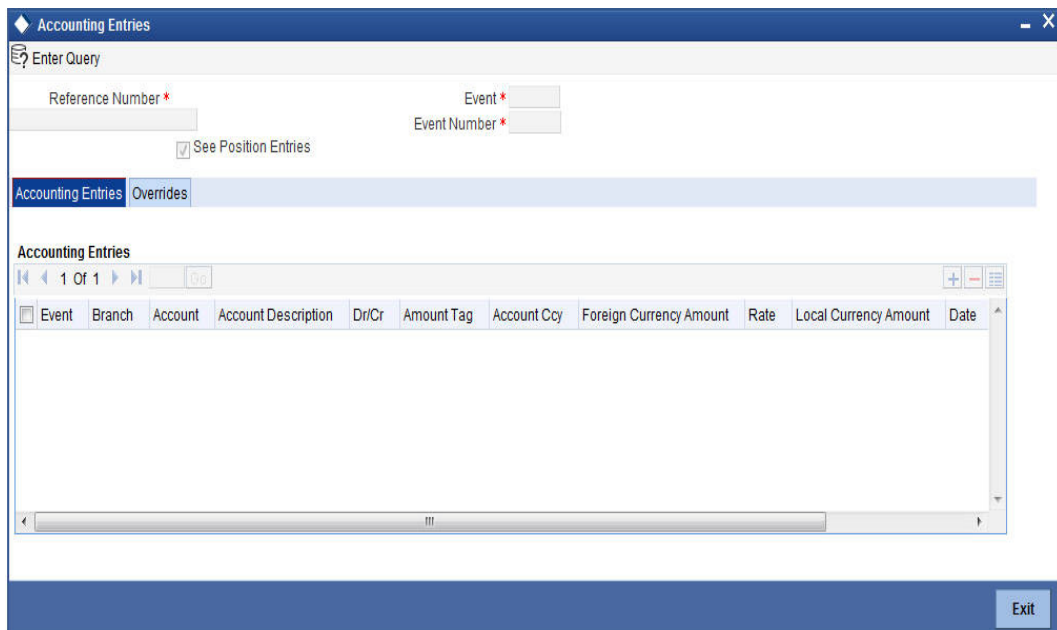 Accounting Entries
Enter Query
Reference Number * Event *
Event Number *
See Position Entries
Accounting Entries Overrides
Accounting Entries
1 Of 1 Go
Event Branch Account Account Description Dr/Cr Amount Tag Account Ccy Foreign Currency Amount Rate Local Currency Amount Date
Exit